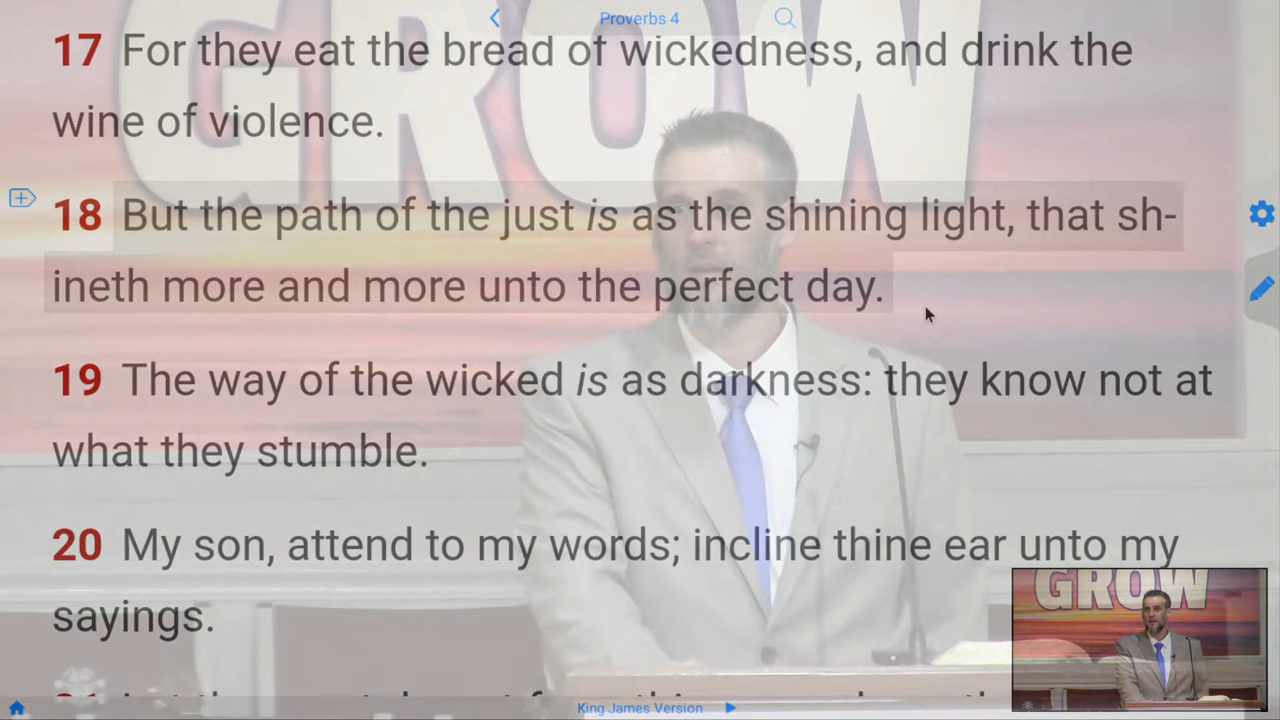 GROW
Proverbs 4
17 For they eat the bread of wickedness, and drink the
wine of violence.
18 But the path of the just is as the shining light, that sh-
ineth more and more unto the perfect day.
19 The way of the wicked is as darkness: they know not at
what they stumble.
20 My son, attend to my words; incline thine ear unto my
sayings.
GROW
King James Version